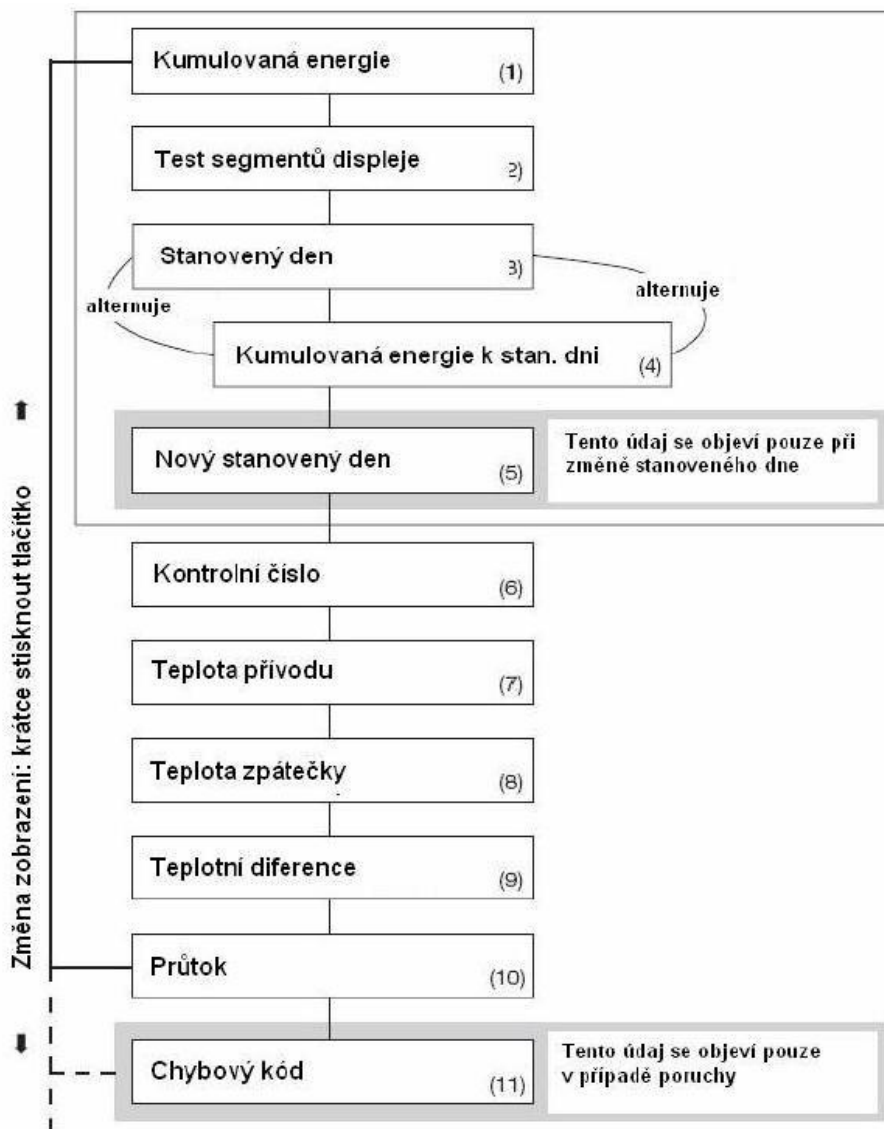 Kumulovaná energie
(1)
Test segmentů displeje
2)
Stanovený den
3)
alternuje
alternuje
Kumulovaná energie k stan. dni
(4)
Nový stanovený den
(5)
Tento údaj se objeví pouze při
změně stanoveného dne
Kontrolní číslo
(6)
Teplota přívodu
(7)
Teplota zpátečky
(8)
Teplotní diference
(9)
Průtok
(10)
Chybový kód
(11)
Tento údaj se objeví pouze
v případě poruchy
Změna zobrazení: krátce stisknout tlačítko